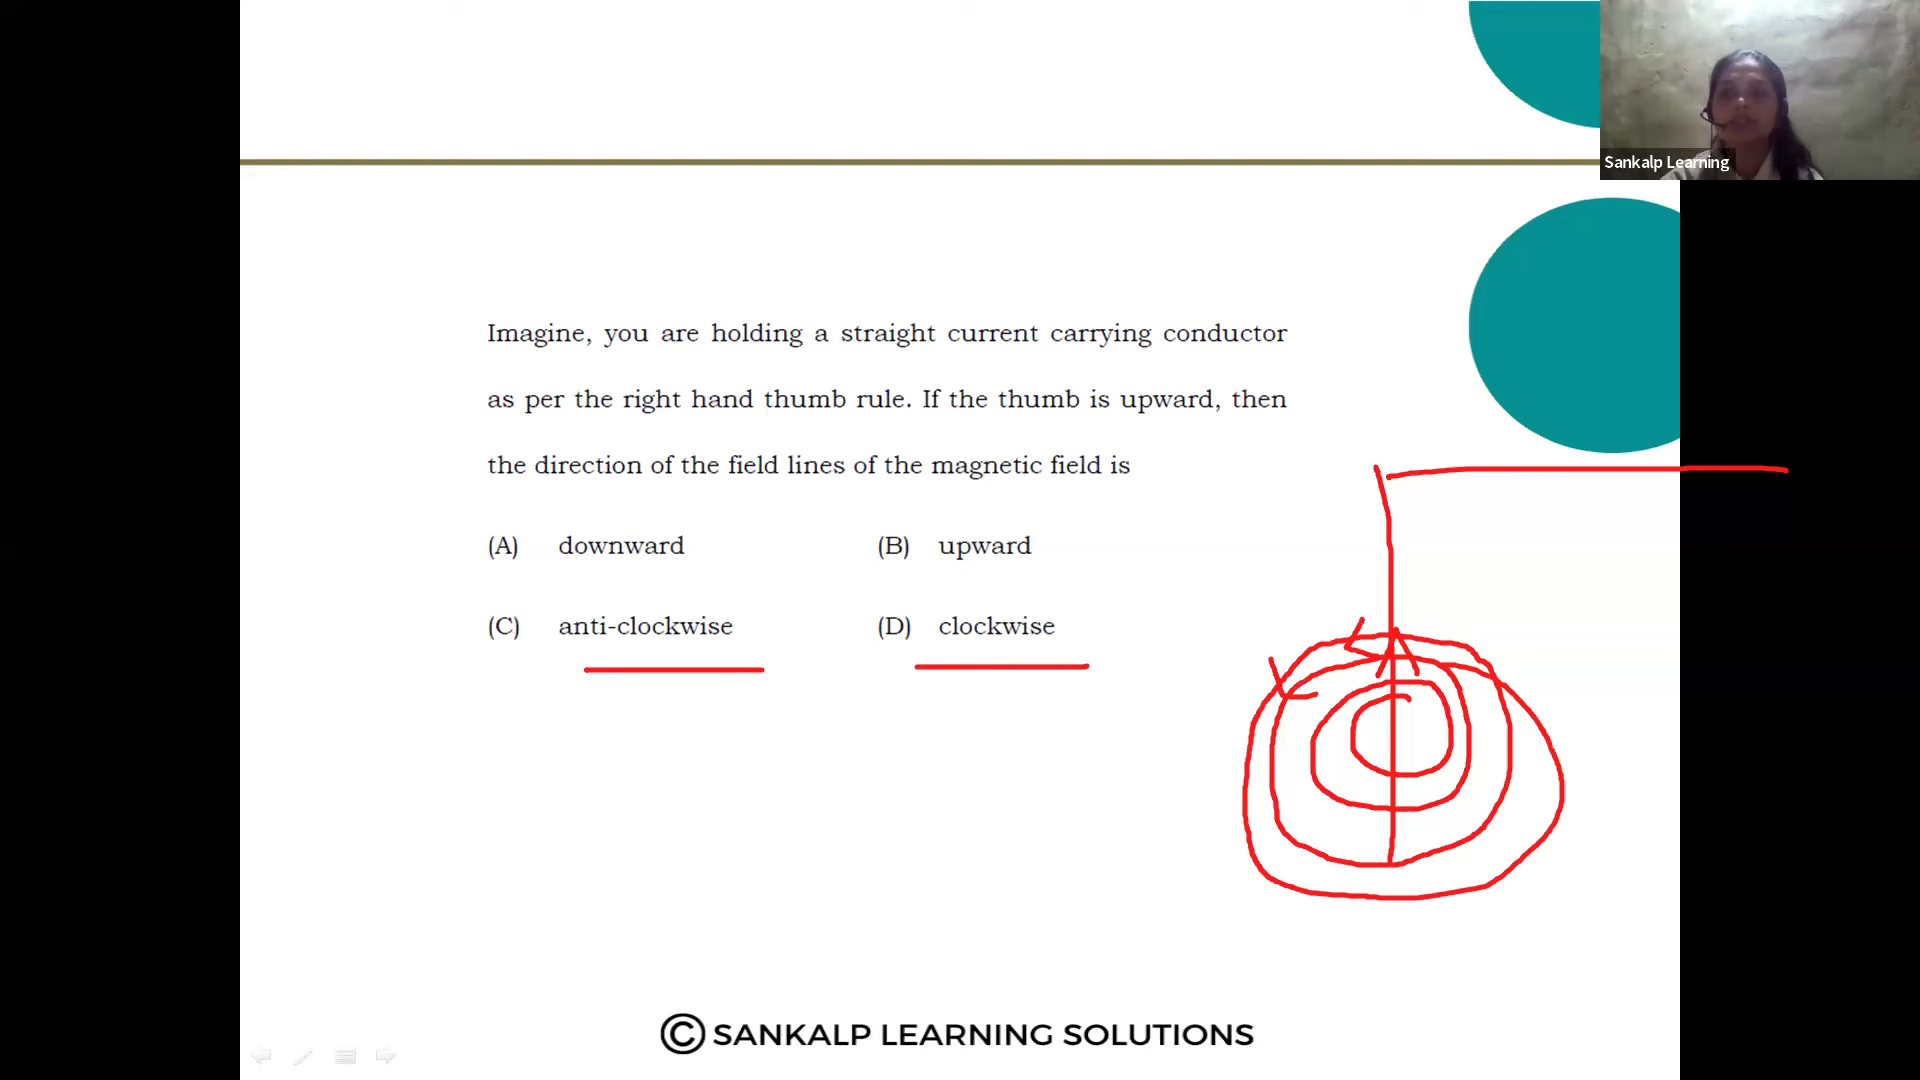 Sankalp Learning
Imagine, you are holding a straight current carrying conductor
as per the right hand thumb rule. If the thumb is upward, then
the direction of the field lines of the magnetic field is
(A) downward (B) upward
(C) anti-clockwise (D) clockwise
© SANKALP LEARNING SOLUTIONS